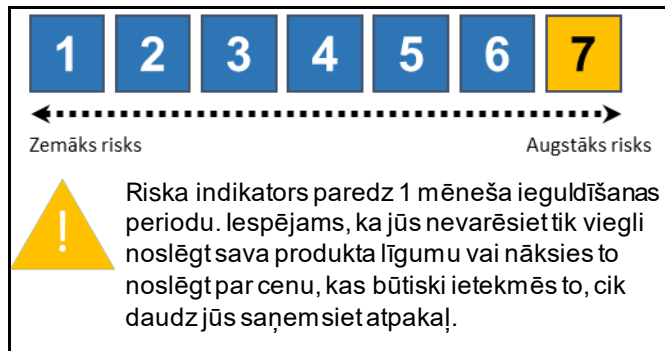 1 2 3 4 5 6 7
Zemāks risks Augstāks risks
!
Riska indikators paredz 1 mēneša ieguldīšanas
periodu. Iespējams, ka jūs nevarēsiet tik viegli
noslēgt sava produkta līgumu vai nāksies to
noslēgt par cenu, kas būtiski ietekmēs to, cik
daudz jūs saņemsiet atpakaļ.